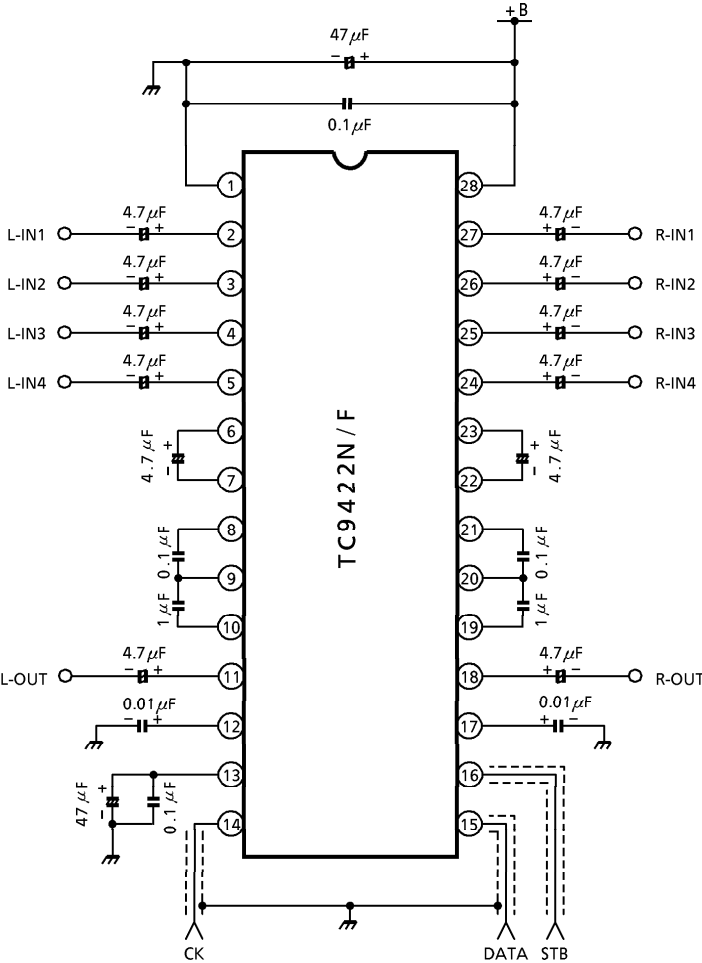 +B
47μF
− +
0.1μF
1 28
4.7μF 4.7μF
L-IN1 − + 2 27 + − R-IN1
4.7μF 4.7μF
L-IN2 − + 3 26 + − R-IN2
4.7μF 4.7μF
L-IN3 − + 4 25 + − R-IN3
4.7μF 4.7μF
L-IN4 − + 5 24 + − R-IN4
6 23
4.7μF + − + − 4.7μF
7 22
TC9422N/F
8 21
0.1μF 0.1μF
9 20
1μF 1μF
10 19
4.7μF 4.7μF
L-OUT − + 11 18 + − R-OUT
0.01μF 0.01μF
− + 12 17 + −
13 16
47μF + − 0.1μF
14 15
CK DATA STB